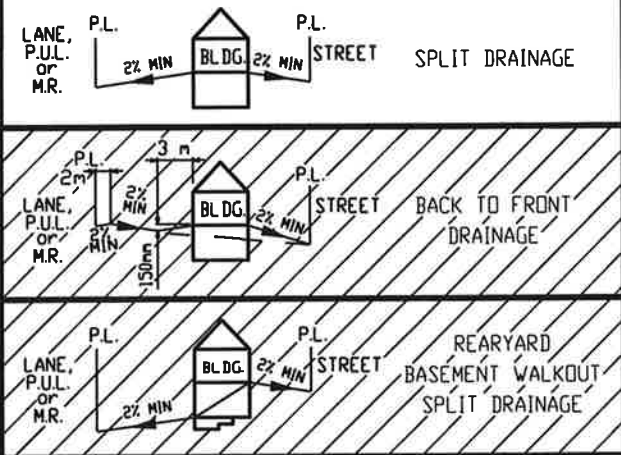 P.L.
P.L.
LANE,
P.U.L.
or
M.R.
2% MIN
BLDG.
2% MIN
STREET
SPLIT DRAINAGE
3 m
P.L.
2m
P.L.
LANE,
P.U.L.
or
M.R.
2%
MIN
2%
MIN
150mm
BLDG.
2% MIN
STREET
BACK TO FRONT
DRAINAGE
P.L.
P.L.
LANE,
P.U.L.
or
M.R.
2% MIN
BLDG.
2% MIN
STREET
REARYARD
BASEMENT WALKOUT
SPLIT DRAINAGE